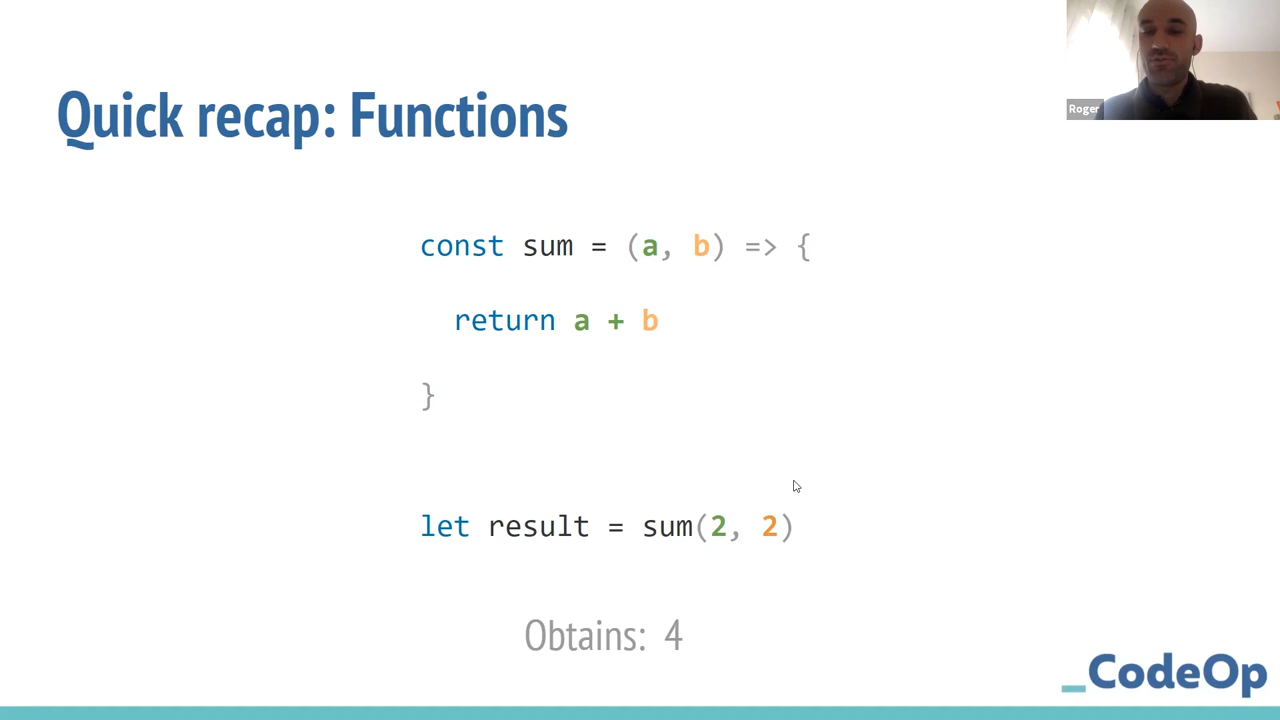 Roger
Quick recap: Functions
const sum = (a, b) => {
return a + b
}
let result = sum(2, 2)
Obtains: 4
_CodeOp